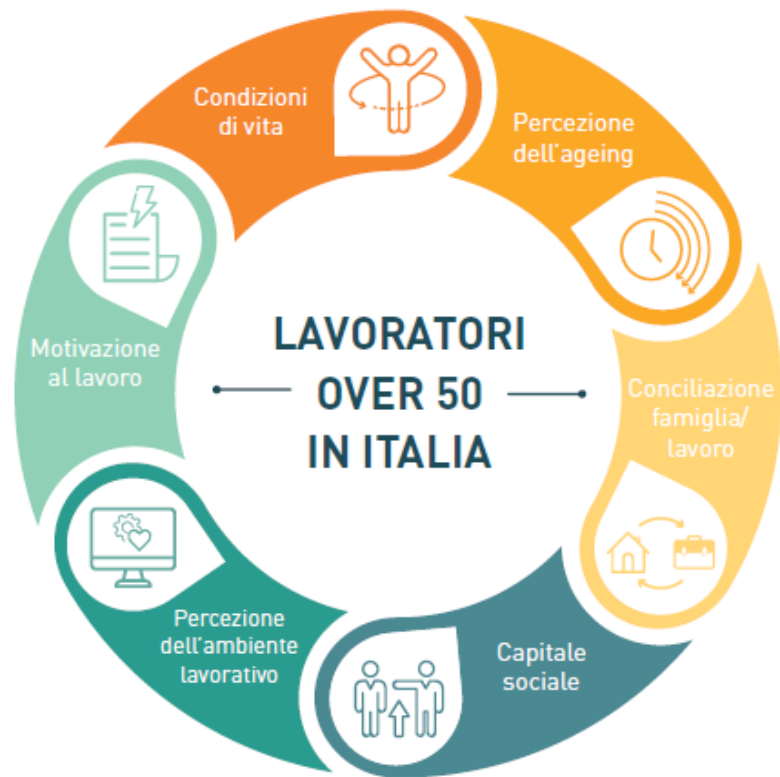 Condizioni
di vita
Percezione
dell'ageing
Conciliazione
famiglia/
lavoro
Capitale
sociale
Percezione
dell'ambiente
lavorativo
Motivazione
al lavoro
LAVORATORI
OVER 50
IN ITALIA